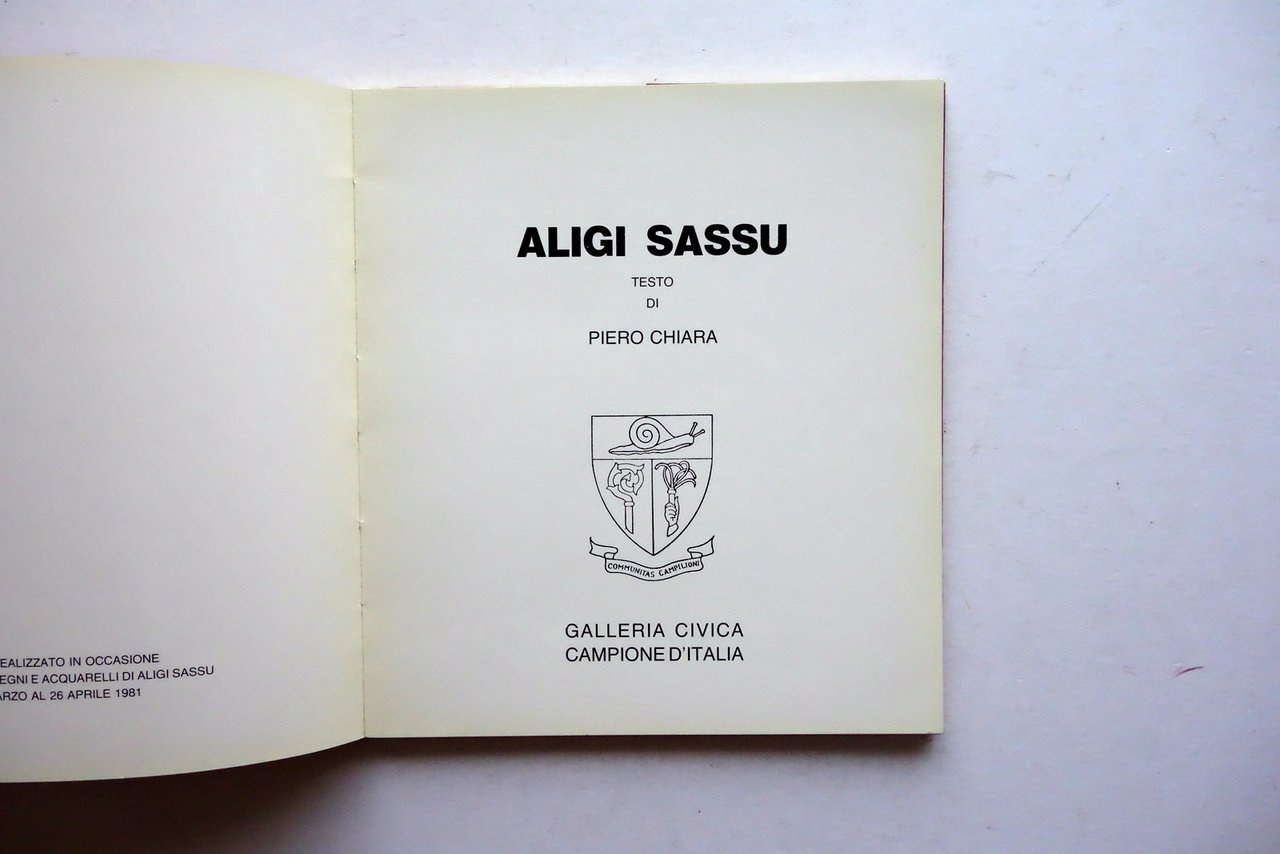 EALIZZATO IN OCCASIONE
EGNI E ACQUARELLI DI ALIGI SASSU
ARZO AL 26 APRILE 1981
ALIGI SASSU
TESTO
DI
PIERO CHIARA
COMMUNITAS CAMPILIONI
GALLERIA CIVICA
CAMPIONE D'ITALIA